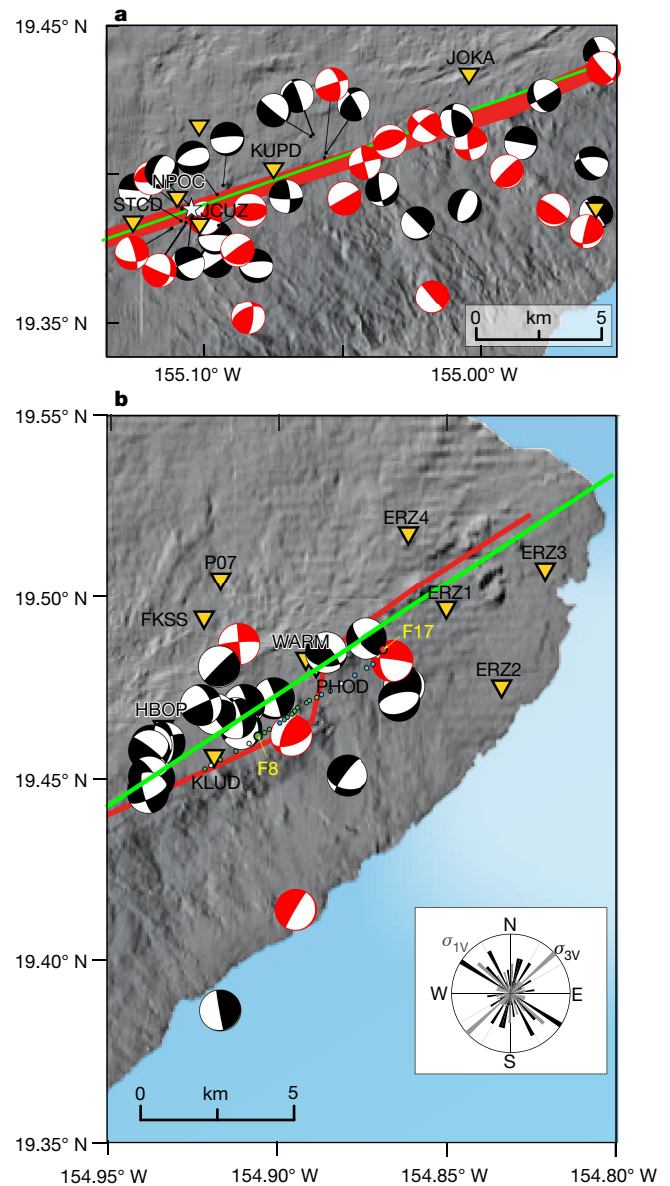 a
19.45° N
JOKA
KUPD
NPOC
STCD
JCUZ
19.35° N
km
0 5
155.10° W 155.00° W
b
19.55° N
ERZ4
P07
ERZ3
19.50° N
ERZ1
FKSS
F17
WARM
ERZ2
PHOD
HBOP
19.45° N
KLUD
F8
N
σ1V σ3V
19.40° N
W E
S
0 km 5
19.35° N
154.95° W 154.90° W 154.85° W 154.80° W